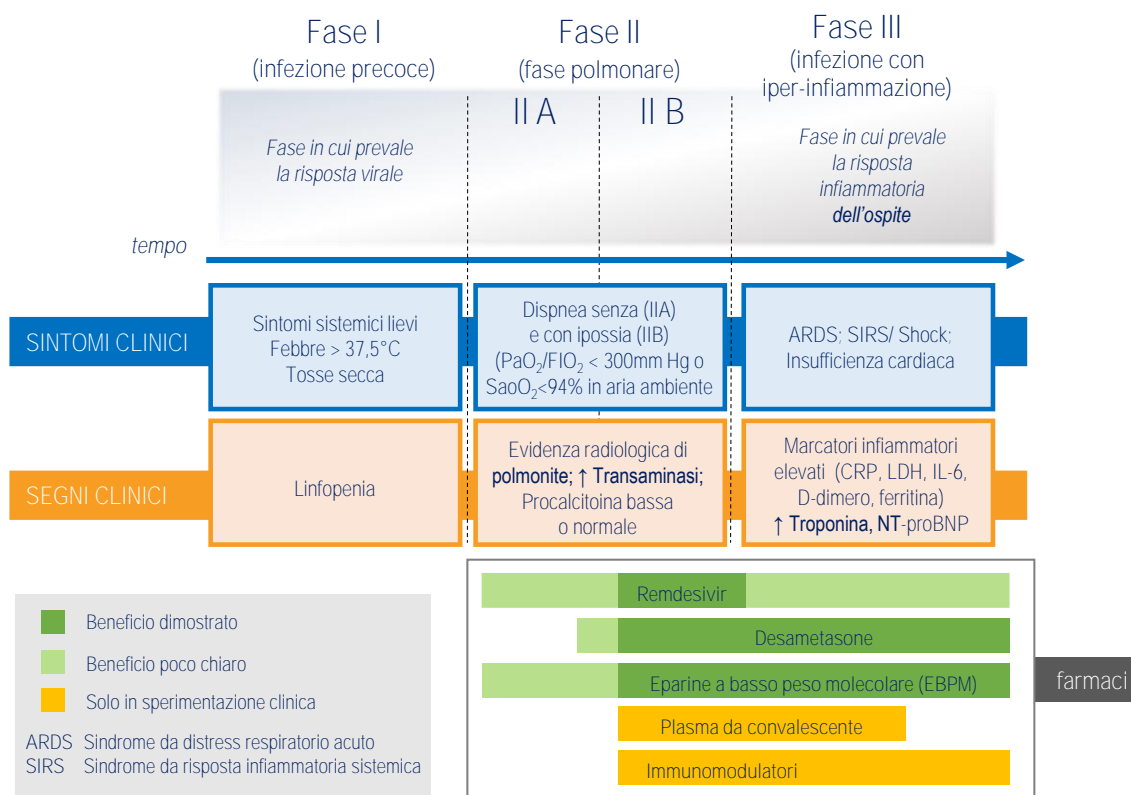 Fase I
(infezione precoce)
Fase II
(fase polmonare)
II A
II B
Fase III
(infezione con
iper-infiammazione)
Fase in cui prevale
la risposta virale
Fase in cui prevale
la risposta
infiammatoria
dell'ospite
tempo
SINTOMI CLINICI
Sintomi sistemici lievi
Febbre > 37,5°C
Tosse secca
Dispnea senza (IIA)
e con ipossia (IIB)
(PaO₂/FIO₂ < 300mm Hg o
SaoO₂<94% in aria ambiente
ARDS; SIRS/ Shock;
Insufficienza cardiaca
SEGNI CLINICI
Linfopenia
Evidenza radiologica di
polmonite; ↑ Transaminasi;
Procalcitoina bassa
o normale
Marcatori infiammatori
elevati (CRP, LDH, IL-6,
D-dimero, ferritina)
↑ Troponina, NT-proBNP
Beneficio dimostrato
Beneficio poco chiaro
Solo in sperimentazione clinica
ARDS Sindrome da distress respiratorio acuto
SIRS Sindrome da risposta infiammatoria sistemica
Remdesivir
Desametasone
Eparine a basso peso molecolare (EBPM)
Plasma da convalescente
Immunomodulatori
farmaci